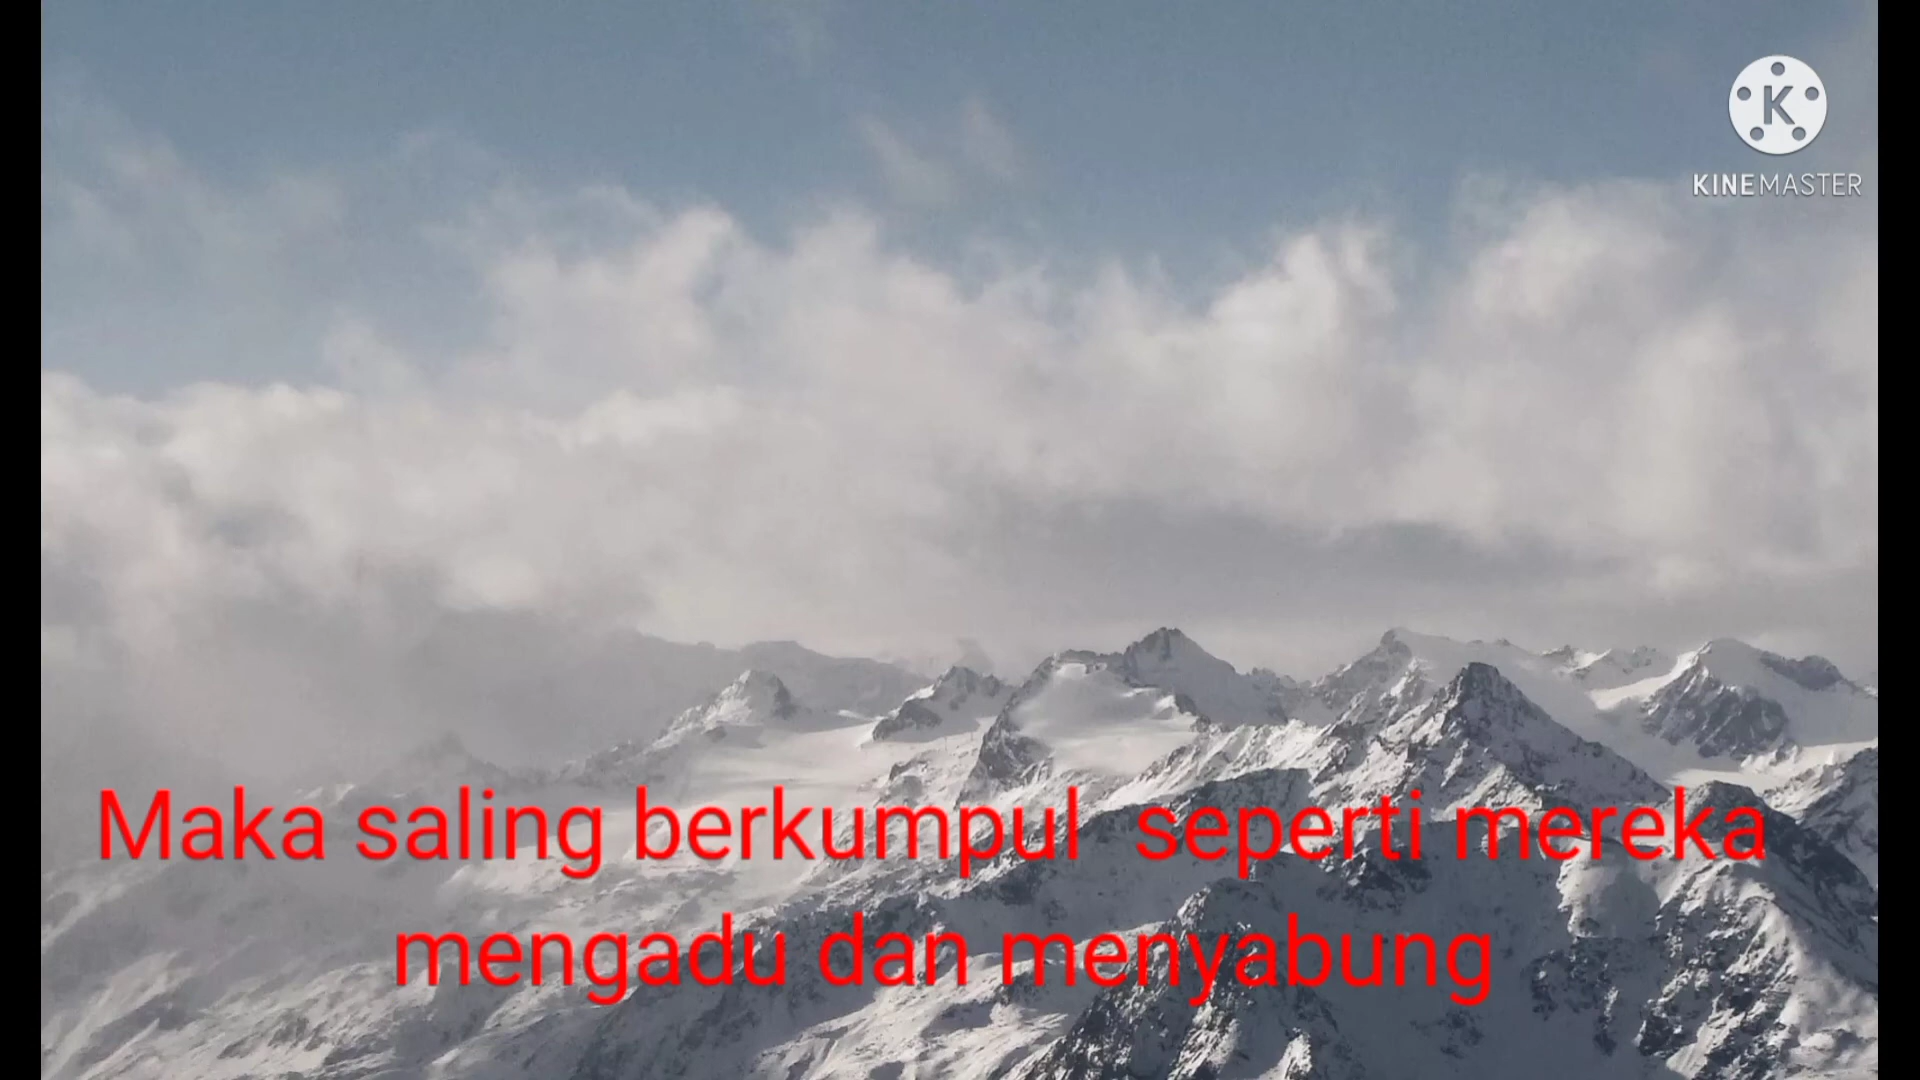 K
KINEMASTER
Maka saling berkumpul seperti mereka
mengadu dan menyabung